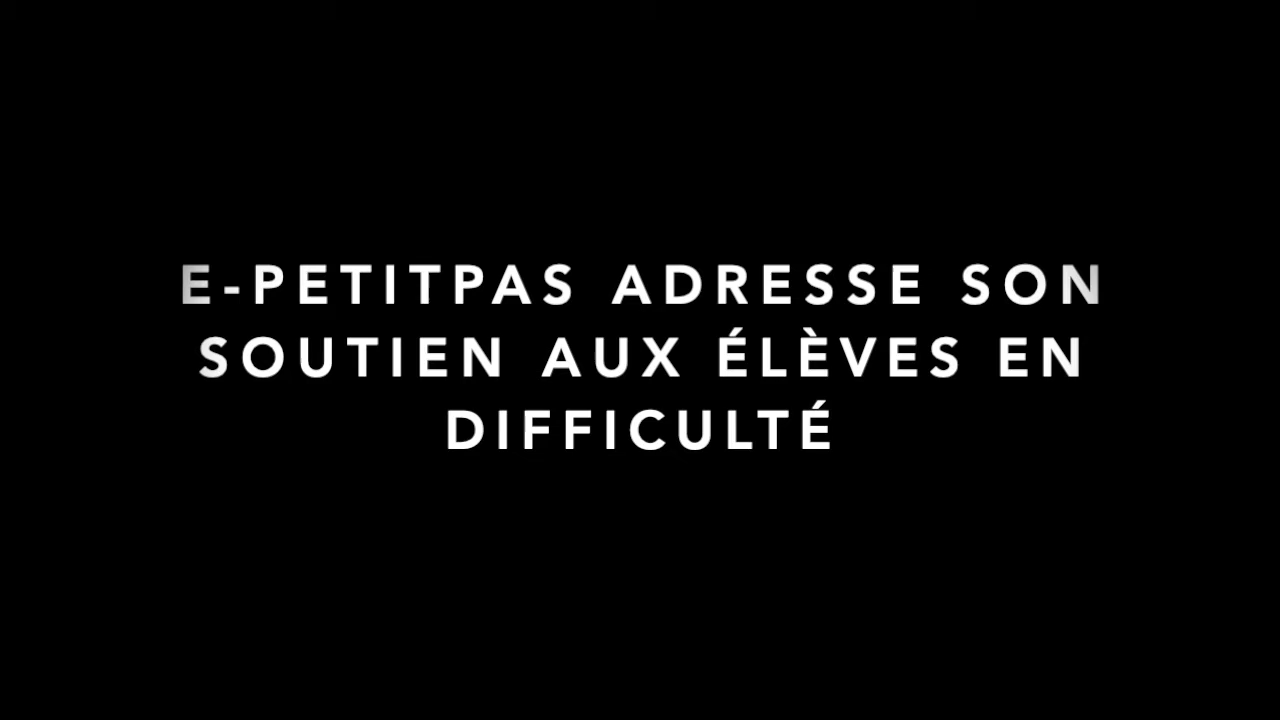 E-PETITPAS ADRESSE SON
SOUTIEN AUX ÉLÈVES EN
DIFFICULTÉ